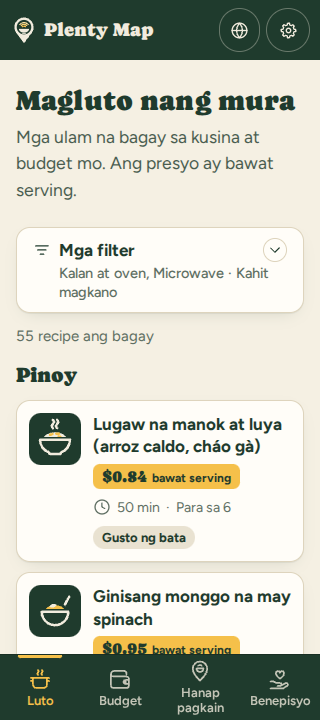 Plenty Map
Magluto nang mura
Mga ulam na bagay sa kusina at
budget mo. Ang presyo ay bawat
serving.
Mga filter
Kalan at oven, Microwave · Kahit
magkano
55 recipe ang bagay
Pinoy
Lugaw na manok at luya
(arroz caldo, cháo gà)
$0.84 bawat serving
50 min · Para sa 6
Gusto ng bata
Ginisang monggo na may
spinach
$0.95 bawat serving
Luto
Budget
Hanap
pagkain
Benepisyo